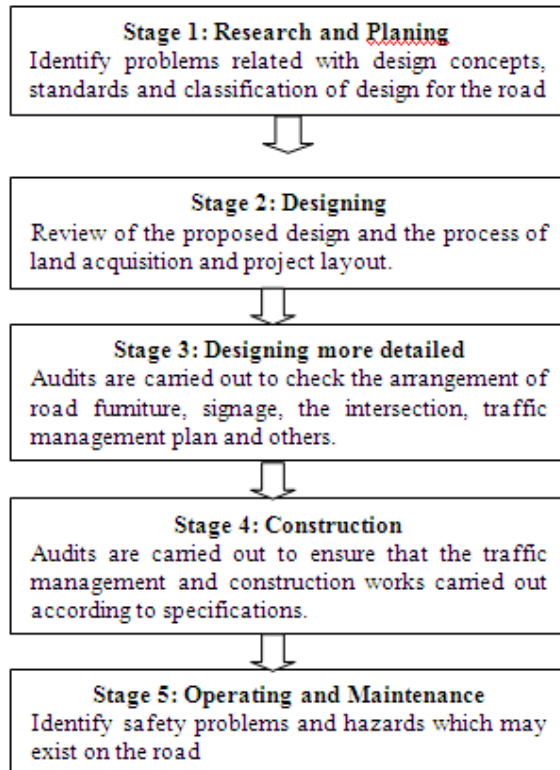 Stage 1: Research and Planing
Identify problems related with design concepts,
standards and classification of design for the road
Stage 2: Designing
Review of the proposed design and the process of
land acquisition and project layout.
Stage 3: Designing more detailed
Audits are carried out to check the arrangement of
road furniture, signage, the intersection, traffic
management plan and others.
Stage 4: Construction
Audits are carried out to ensure that the traffic
management and construction works carried out
according to specifications.
Stage 5: Operating and Maintenance
Identify safety problems and hazards which may
exist on the road